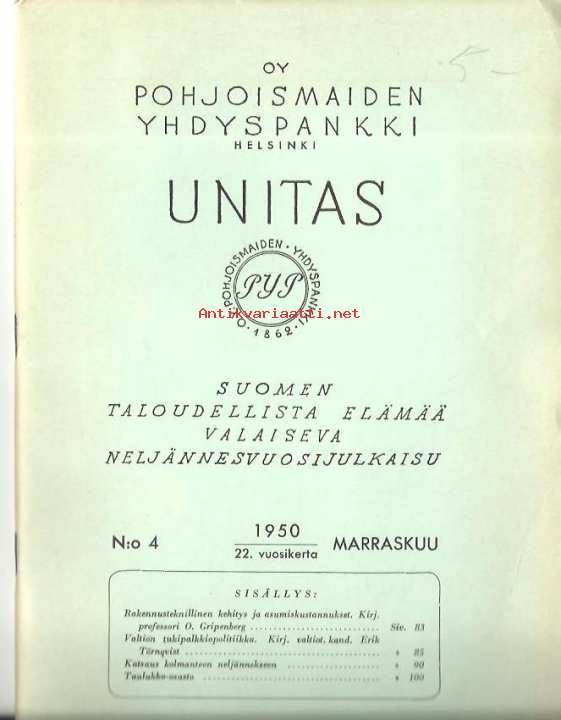 OY
POHJOISMAIDEN
YHDYSPANKKI
HELSINKI
UNITAS
O.Y. POHJOISMAIDEN · YHDYSPANKKI
PYP
· 1862 ·
Antikvariaatti.net
SUOMEN
TALOUDELLISTA ELÄMÄÄ
VALAISEVA
NELJÄNNESVUOSIJULKAISU
N:o 4
1950
22. vuosikerta
MARRASKUU
SISÄLLYS:
Rakennusteknillinen kehitys ja asumiskustannukset. Kirj.
professori O. Gripenberg .......... Siv. 83
Valtion tukipalkkiopolitiikka. Kirj. valtiot. kand. Erik
Törnqvist .......... » 85
Katsaus kolmanteen neljännekseen .......... » 90
Taulukko-osasto .......... » 100